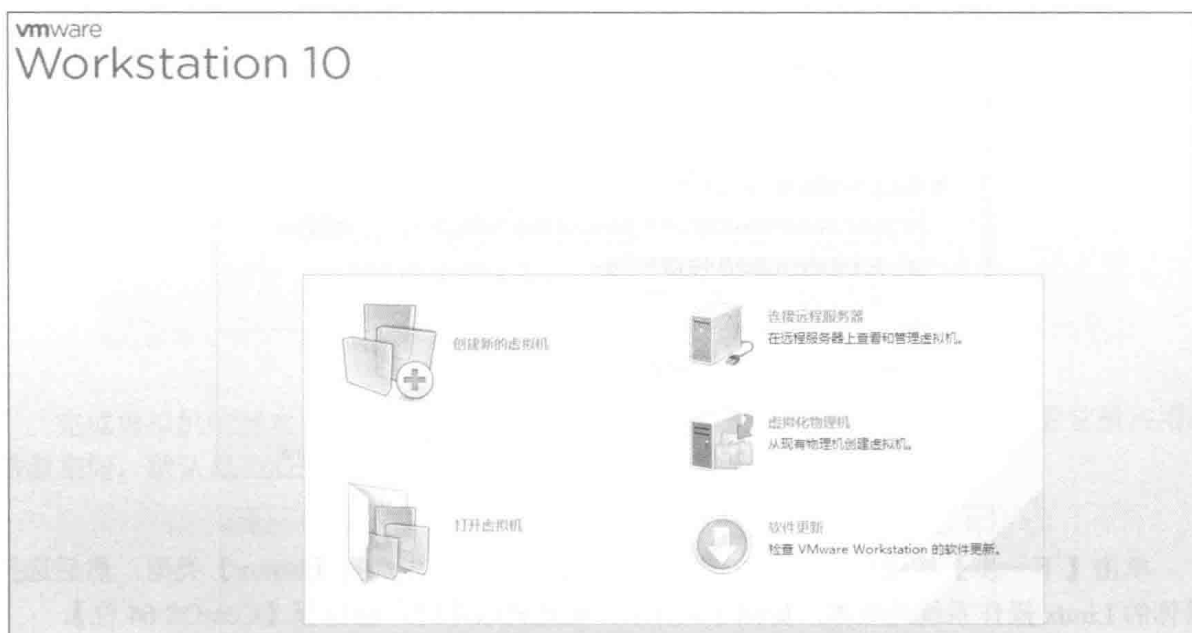 vmware
Workstation 10
创建新的虚拟机
连接远程服务器
在远程服务器上查看和管理虚拟机。
虚拟化物理机
从现有物理机创建虚拟机。
打开虚拟机
软件更新
检查 VMware Workstation 的软件更新。